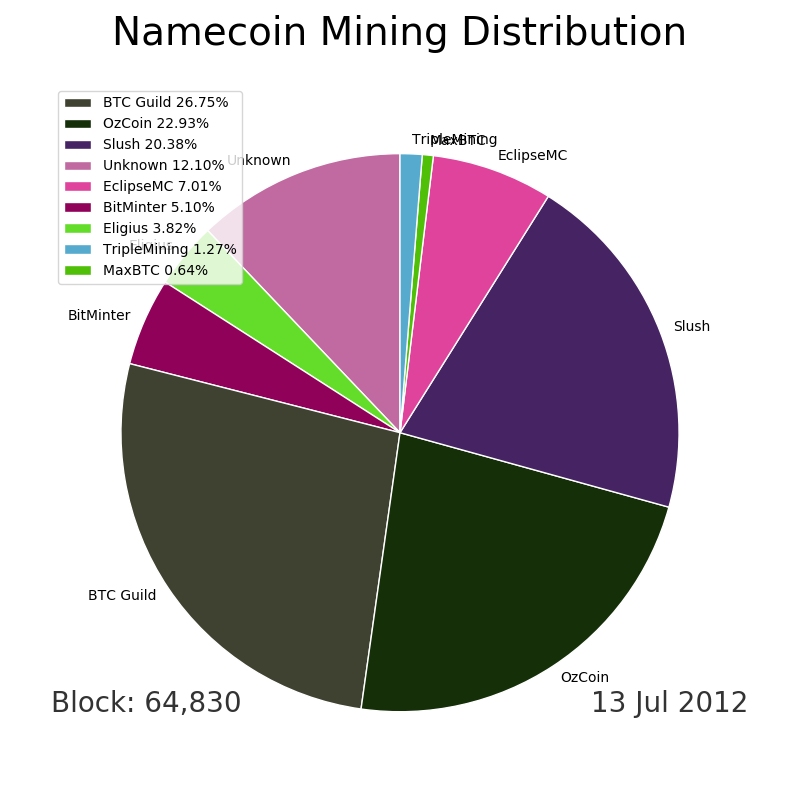 Namecoin Mining Distribution
BTC Guild 26.75%
OzCoin 22.93%
Slush 20.38%
Unknown 12.10%
EclipseMC 7.01%
BitMinter 5.10%
Eligius 3.82%
TripleMining 1.27%
MaxBTC 0.64%
TripleMining
MaxBTC
EclipseMC
Unknown
Eligius
BitMinter
Slush
BTC Guild
OzCoin
Block: 64,830
13 Jul 2012